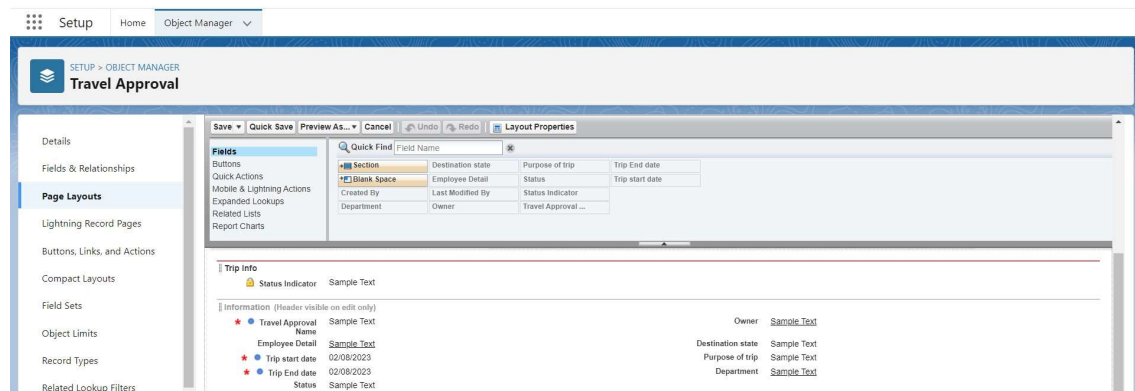 Setup Home Object Manager
SETUP > OBJECT MANAGER
Travel Approval
Details
Fields & Relationships
Page Layouts
Lightning Record Pages
Buttons, Links, and Actions
Compact Layouts
Field Sets
Object Limits
Record Types
Related Lookup Filters
Save Quick Save Preview As... Cancel Undo Redo Layout Properties
Fields
Buttons
Quick Actions
Mobile & Lightning Actions
Expanded Lookups
Related Lists
Report Charts
Quick Find Field Name
Section Destination state Purpose of trip Trip End date
Blank Space Employee Detail Status Trip start date
Created By Last Modified By Status Indicator
Department Owner Travel Approval ...
Trip Info
Status Indicator Sample Text
Information (Header visible on edit only)
* Travel Approval Name Sample Text Owner Sample Text
Employee Detail Sample Text Destination state Sample Text
* Trip start date 02/08/2023 Purpose of trip Sample Text
* Trip End date 02/08/2023 Department Sample Text
Status Sample Text